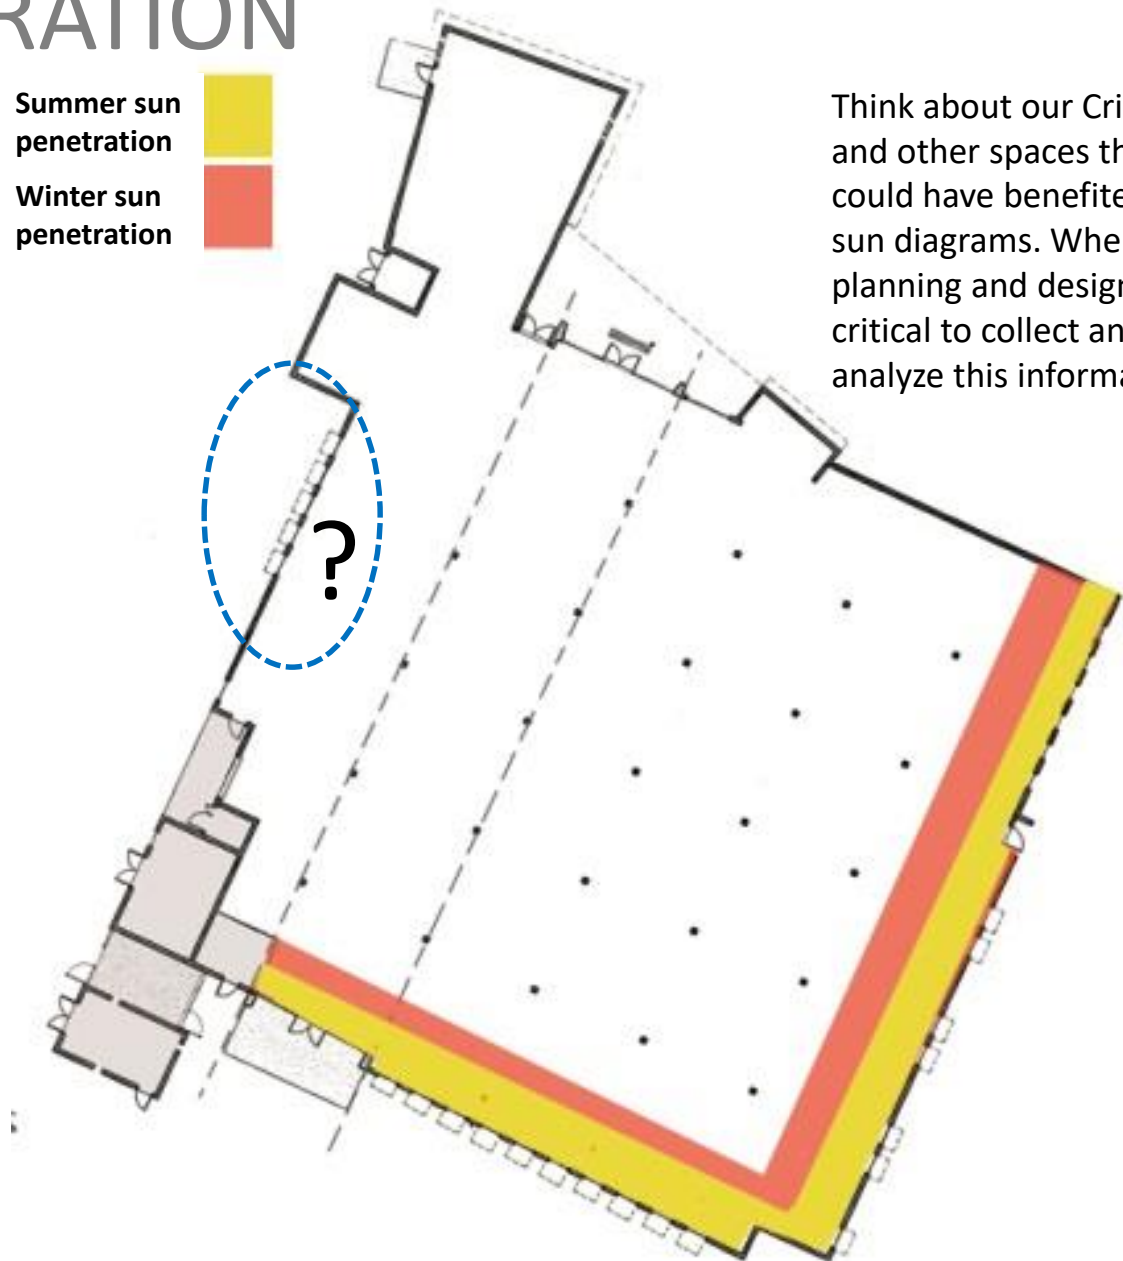 RATION
Summer sun
penetration
Winter sun
penetration
Think about our Cri
and other spaces th
could have benefite
sun diagrams. Whe
planning and design
critical to collect an
analyze this informa
?